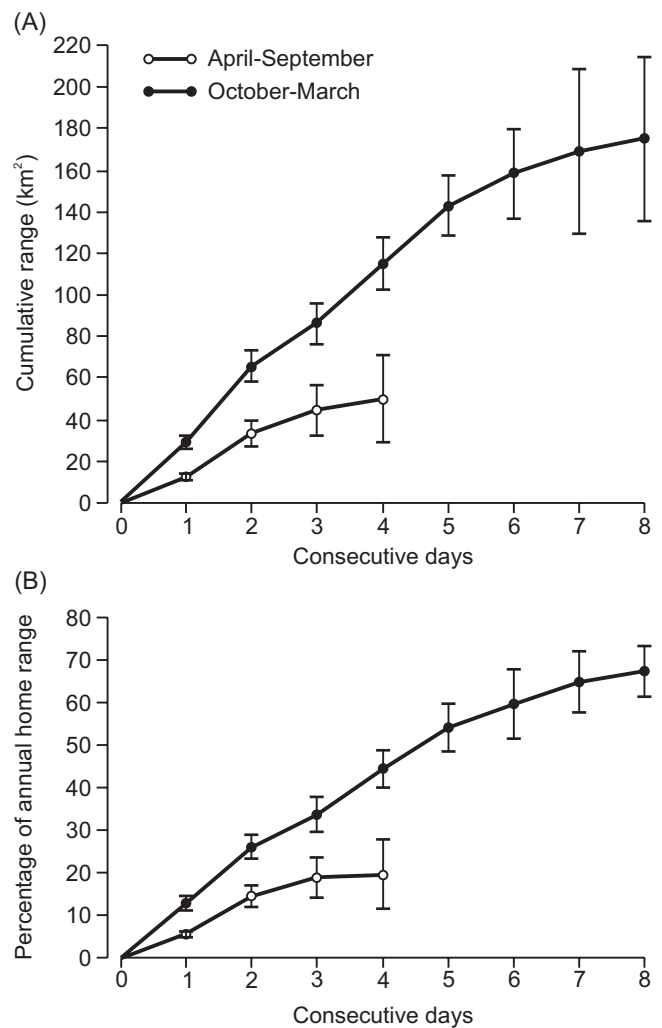 (A)
220
200
180
160
140
120
100
80
60
40
20
0
Cumulative range (km²)
April-September
October-March
0 1 2 3 4 5 6 7 8
Consecutive days
(B)
80
70
60
50
40
30
20
10
0
Percentage of annual home range
0 1 2 3 4 5 6 7 8
Consecutive days